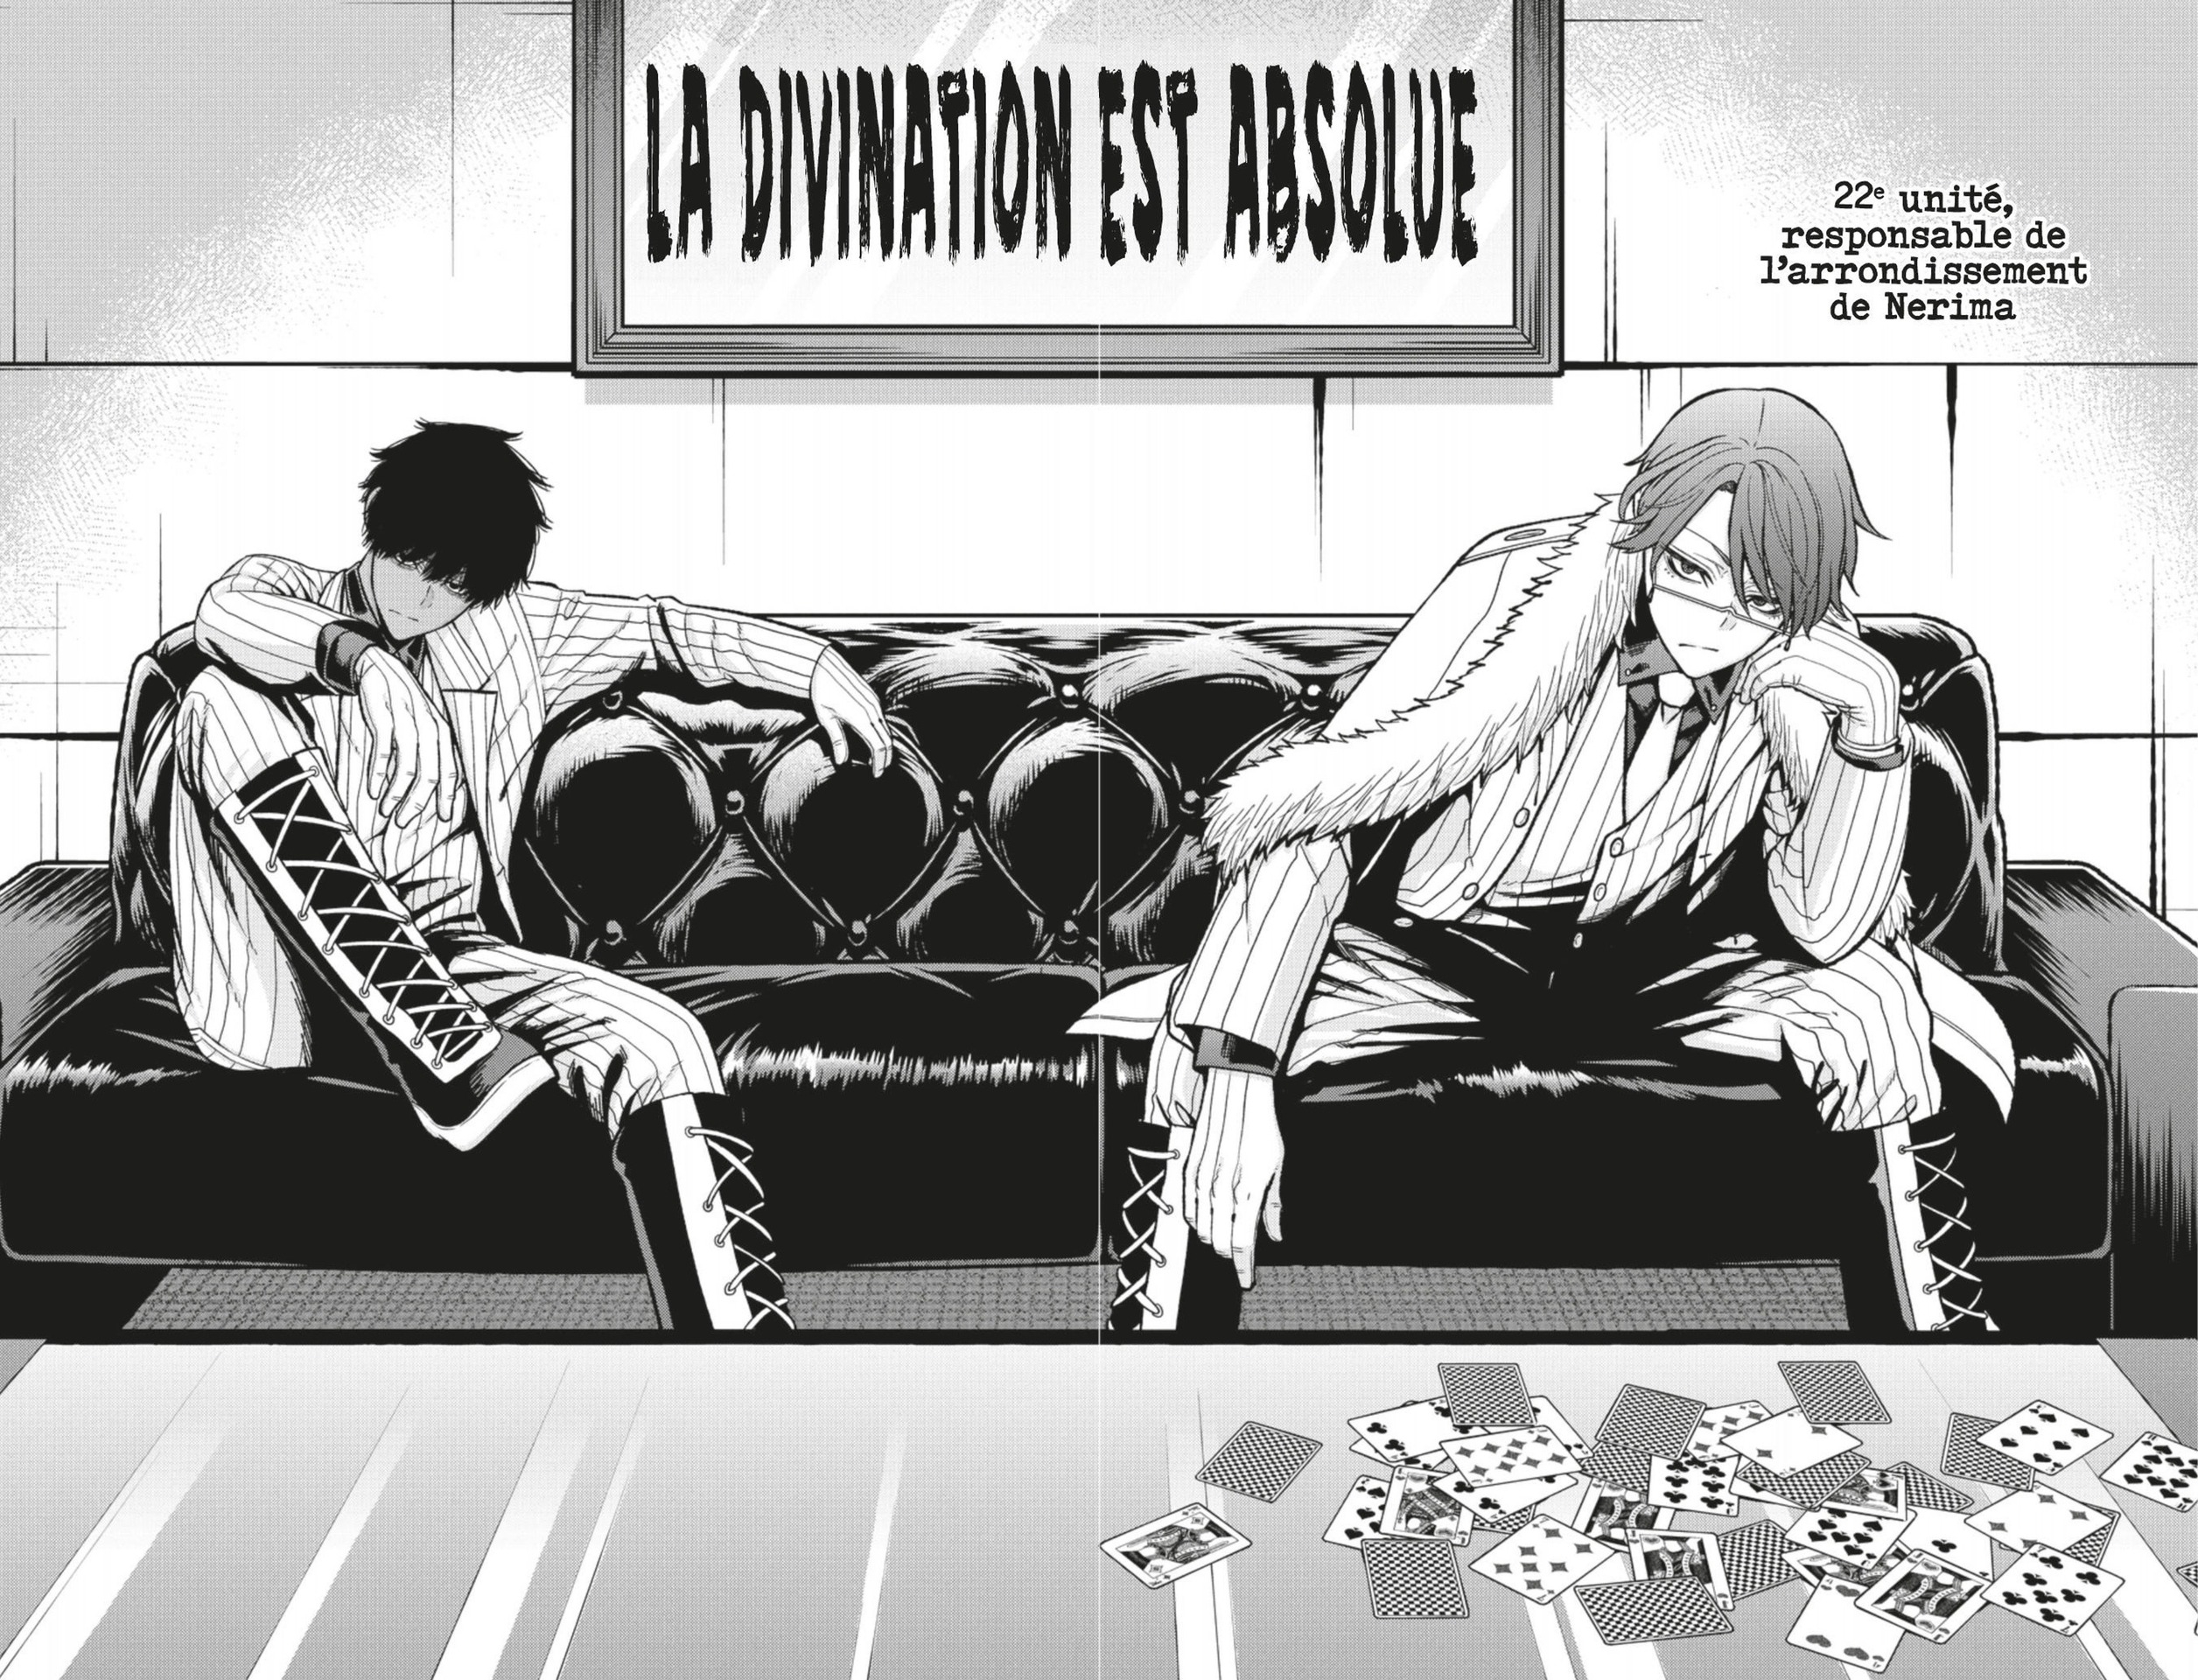 LA DIVINATION EST ABSOLUE
22e unité,
responsable de
l'arrondissement
de Nerima